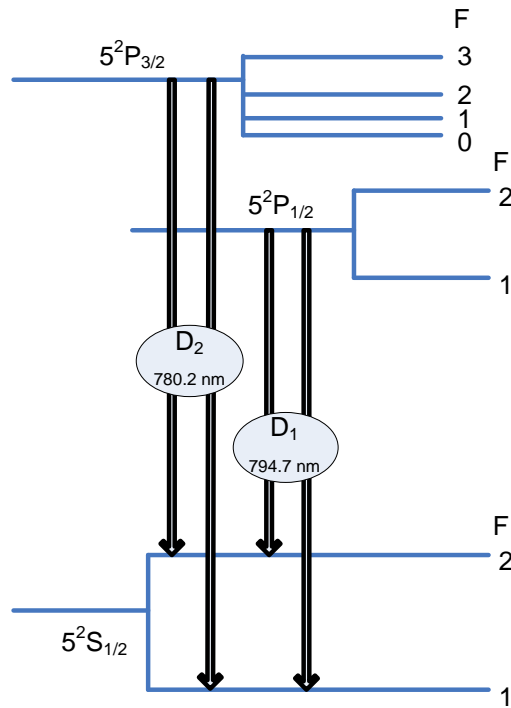 F
5²P₃/₂
3
2
1
0
F
5²P₁/₂
2
1
D₂
780.2 nm
D₁
794.7 nm
F
2
5²S₁/₂
1